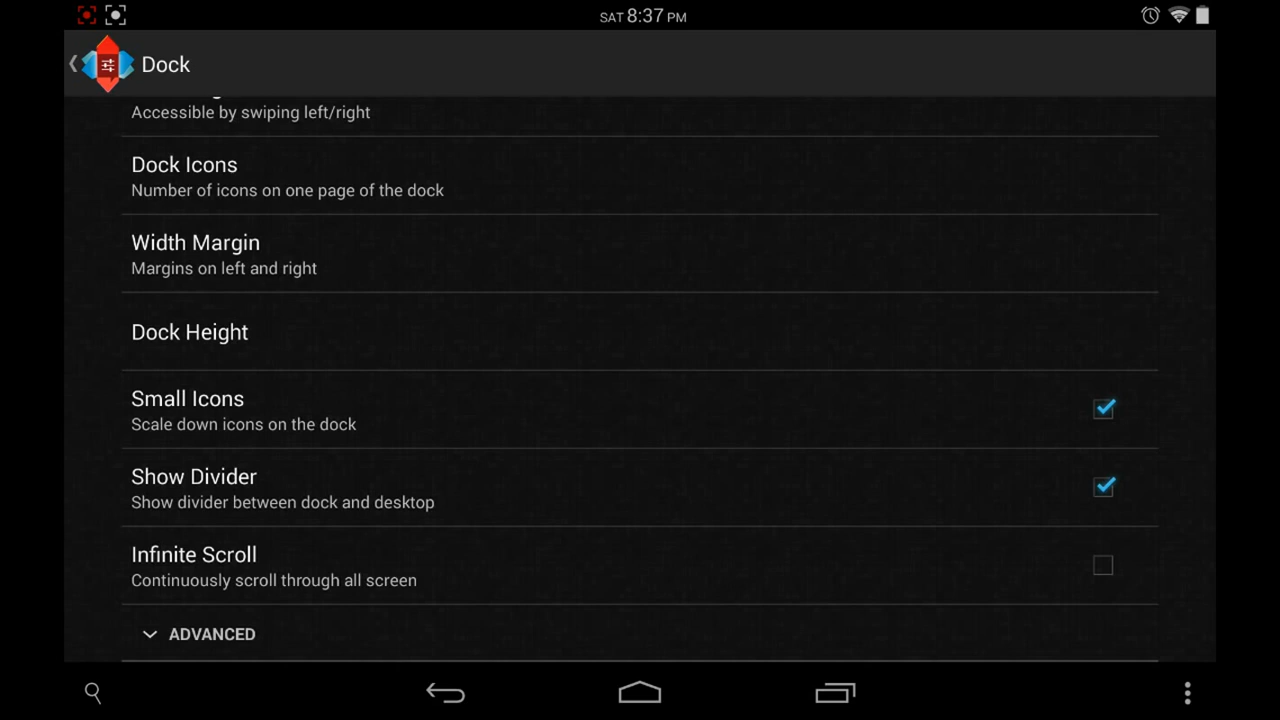 SAT 8:37 PM
Dock
Accessible by swiping left/right
Dock Icons
Number of icons on one page of the dock
Width Margin
Margins on left and right
Dock Height
Small Icons
Scale down icons on the dock
Show Divider
Show divider between dock and desktop
Infinite Scroll
Continuously scroll through all screen
ADVANCED